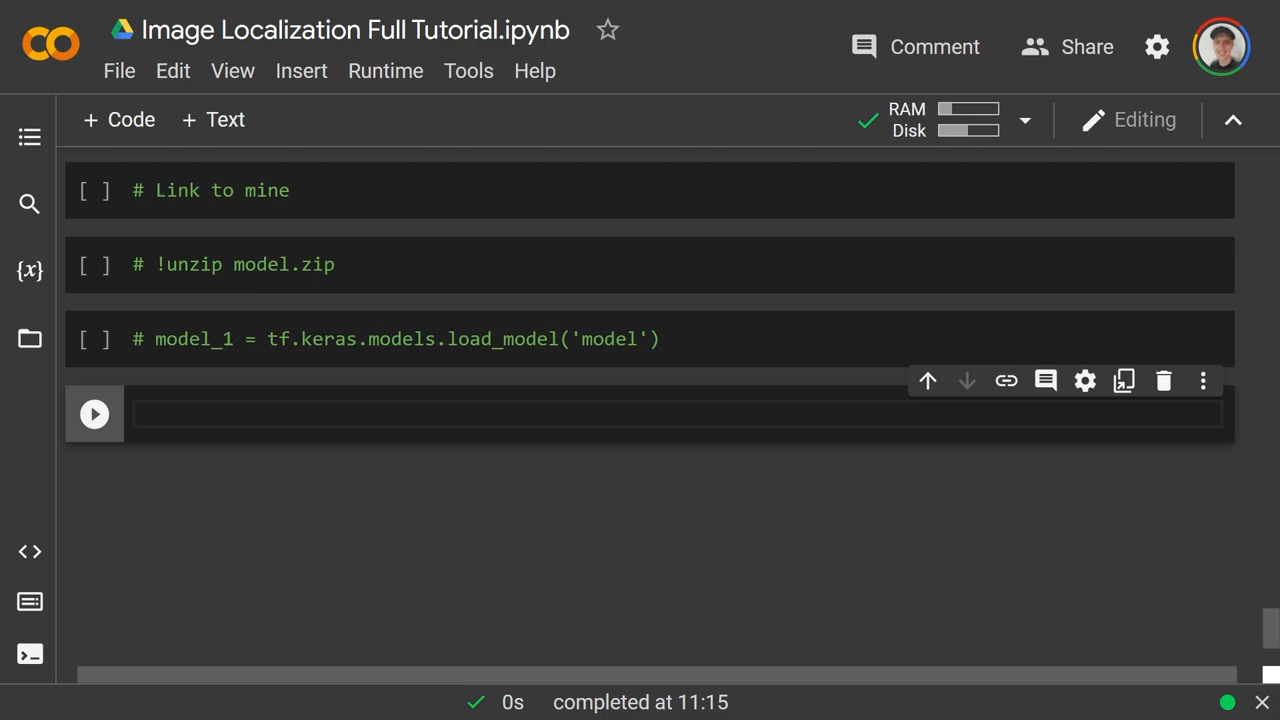 Image Localization Full Tutorial.ipynb
Comment
Share
File Edit View Insert Runtime Tools Help
+ Code + Text
RAM
Disk
Editing
[ ] # Link to mine
[ ] # !unzip model.zip
[ ] # model_1 = tf.keras.models.load_model('model')
{x}
0s completed at 11:15